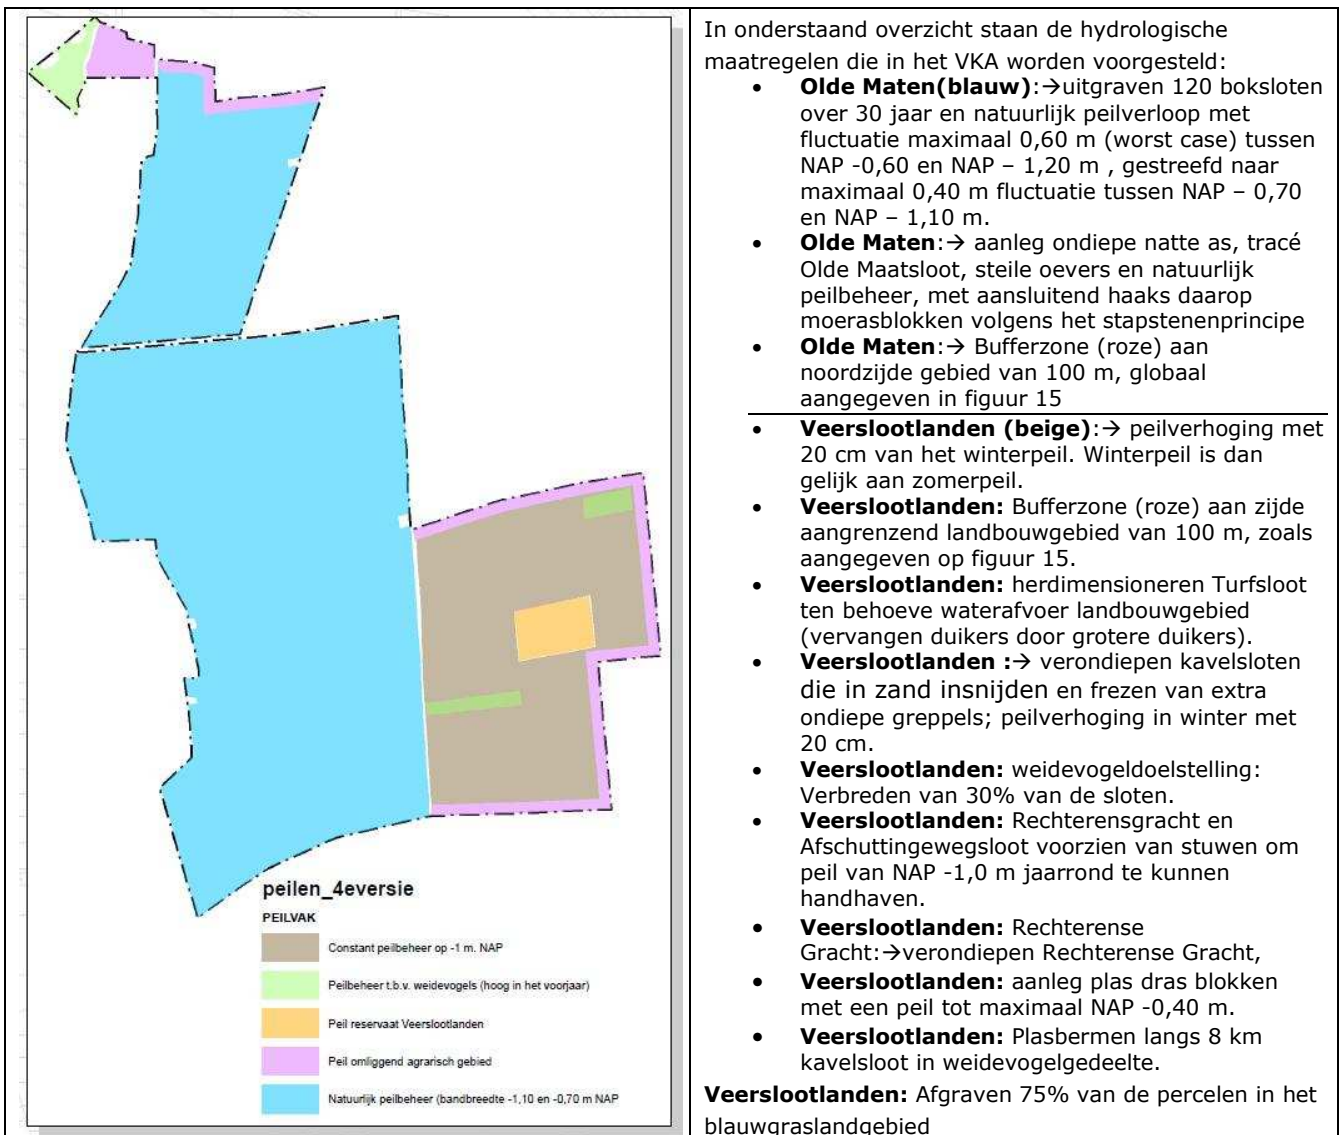 In onderstaand overzicht staan de hydrologische
maatregelen die in het VKA worden voorgesteld:
• Olde Maten(blauw):→uitgraven 120 boksloten
over 30 jaar en natuurlijk peilverloop met
fluctuatie maximaal 0,60 m (worst case) tussen
NAP -0,60 en NAP – 1,20 m , gestreefd naar
maximaal 0,40 m fluctuatie tussen NAP – 0,70
en NAP – 1,10 m.
• Olde Maten:→ aanleg ondiepe natte as, tracé
Olde Maatsloot, steile oevers en natuurlijk
peilbeheer, met aansluitend haaks daarop
moerasblokken volgens het stapstenenprincipe
• Olde Maten:→ Bufferzone (roze) aan
noordzijde gebied van 100 m, globaal
aangegeven in figuur 15
• Veerslootlanden (beige):→ peilverhoging met
20 cm van het winterpeil. Winterpeil is dan
gelijk aan zomerpeil.
• Veerslootlanden: Bufferzone (roze) aan zijde
aangrenzend landbouwgebied van 100 m, zoals
aangegeven op figuur 15.
• Veerslootlanden: herdimensioneren Turfsloot
ten behoeve waterafvoer landbouwgebied
(vervangen duikers door grotere duikers).
• Veerslootlanden :→ verondiepen kavelsloten
die in zand insnijden en frezen van extra
ondiepe greppels; peilverhoging in winter met
20 cm.
• Veerslootlanden: weidevogeldoelstelling:
Verbreden van 30% van de sloten.
• Veerslootlanden: Rechterensgracht en
Afschuttingewegsloot voorzien van stuwen om
peil van NAP -1,0 m jaarrond te kunnen
handhaven.
• Veerslootlanden: Rechterense
Gracht:→verondiepen Rechterense Gracht,
• Veerslootlanden: aanleg plas dras blokken
met een peil tot maximaal NAP -0,40 m.
• Veerslootlanden: Plasbermen langs 8 km
kavelsloot in weidevogelgedeelte.
Veerslootlanden: Afgraven 75% van de percelen in het
blauwgraslandgebied
peilen_4eversie
PEILVAK
Constant peilbeheer op -1 m. NAP
Peilbeheer t.b.v. weidevogels (hoog in het voorjaar)
Peil reservaat Veerslootlanden
Peil omliggend agrarisch gebied
Natuurlijk peilbeheer (bandbreedte -1,10 en -0,70 m NAP